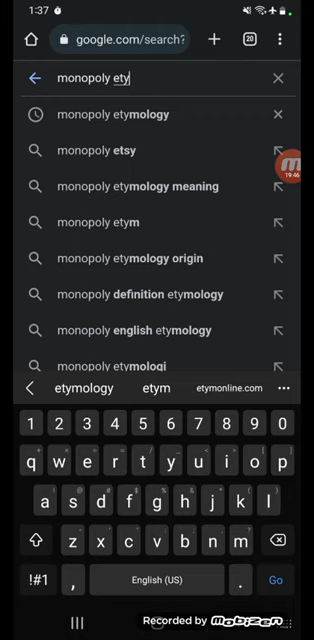 1:37
google.com/search?
20
monopoly ety
monopoly etymology
monopoly etsy
monopoly etymology meaning
monopoly etym
monopoly etymology origin
monopoly definition etymology
monopoly english etymology
monopoly etymologi
19:46
etymology etym etymonline.com
1 2 3 4 5 6 7 8 9 0
q w e r t y u i o p
a s d f g h j k l
z x c v b n m
!#1 , English (US) . Go
Recorded by Mobizen